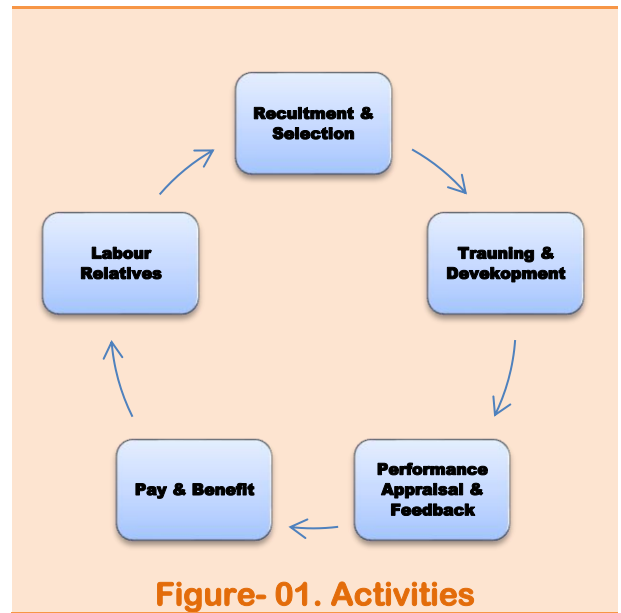 Recuitment &
Selection
Trauning &
Devekopment
Performance
Appraisal &
Feedback
Pay & Benefit
Labour
Relatives
Figure- 01. Activities